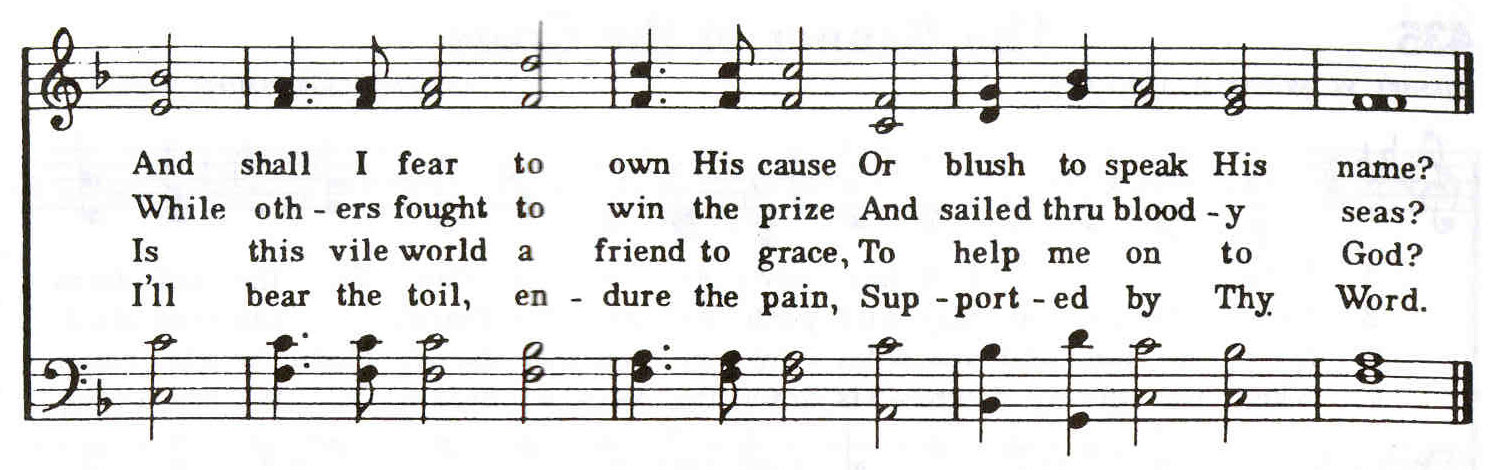 And shall I fear to own His cause Or blush to speak His name?
While oth - ers fought to win the prize And sailed thru blood - y seas?
Is this vile world a friend to grace, To help me on to God?
I'll bear the toil, en - dure the pain, Sup - port - ed by Thy Word.